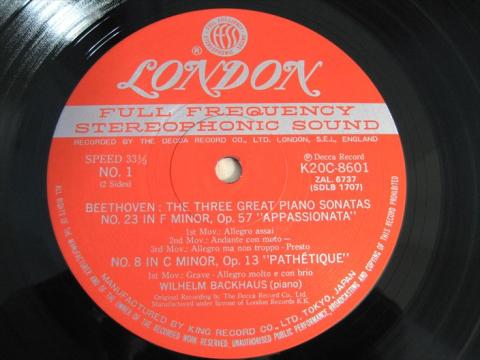 FFSS
LONDON
FULL FREQUENCY
STEREOPHONIC SOUND
RECORDED BY THE DECCA RECORD CO., LTD. LONDON, S.E.I., ENGLAND
SPEED 33⅓
NO. 1
(2 Sides)
Ⓟ Decca Record
K20C-8601
ZAL. 6737
(SDLB 1707)
BEETHOVEN : THE THREE GREAT PIANO SONATAS
NO. 23 IN F MINOR, Op. 57 "APPASSIONATA"
1st Mov.: Allegro assai
2nd Mov.: Andante con moto —
3rd Mov.: Allegro ma non troppo - Presto
NO. 8 IN C MINOR, Op. 13 "PATHÉTIQUE"
1st Mov.: Grave - Allegro molto e con brio
WILHELM BACKHAUS (piano)
Original Recording by The Decca Record Co. Ltd.
Manufactured under license of London Records K.K.
MANUFACTURED BY KING RECORD CO., LTD. TOKYO, JAPAN
ALL RIGHTS OF THE MANUFACTURER AND OF THE OWNER OF THE RECORDED WORK RESERVED. UNAUTHORISED PUBLIC PERFORMANCE, BROADCASTING AND COPYING OF THIS RECORD PROHIBITED